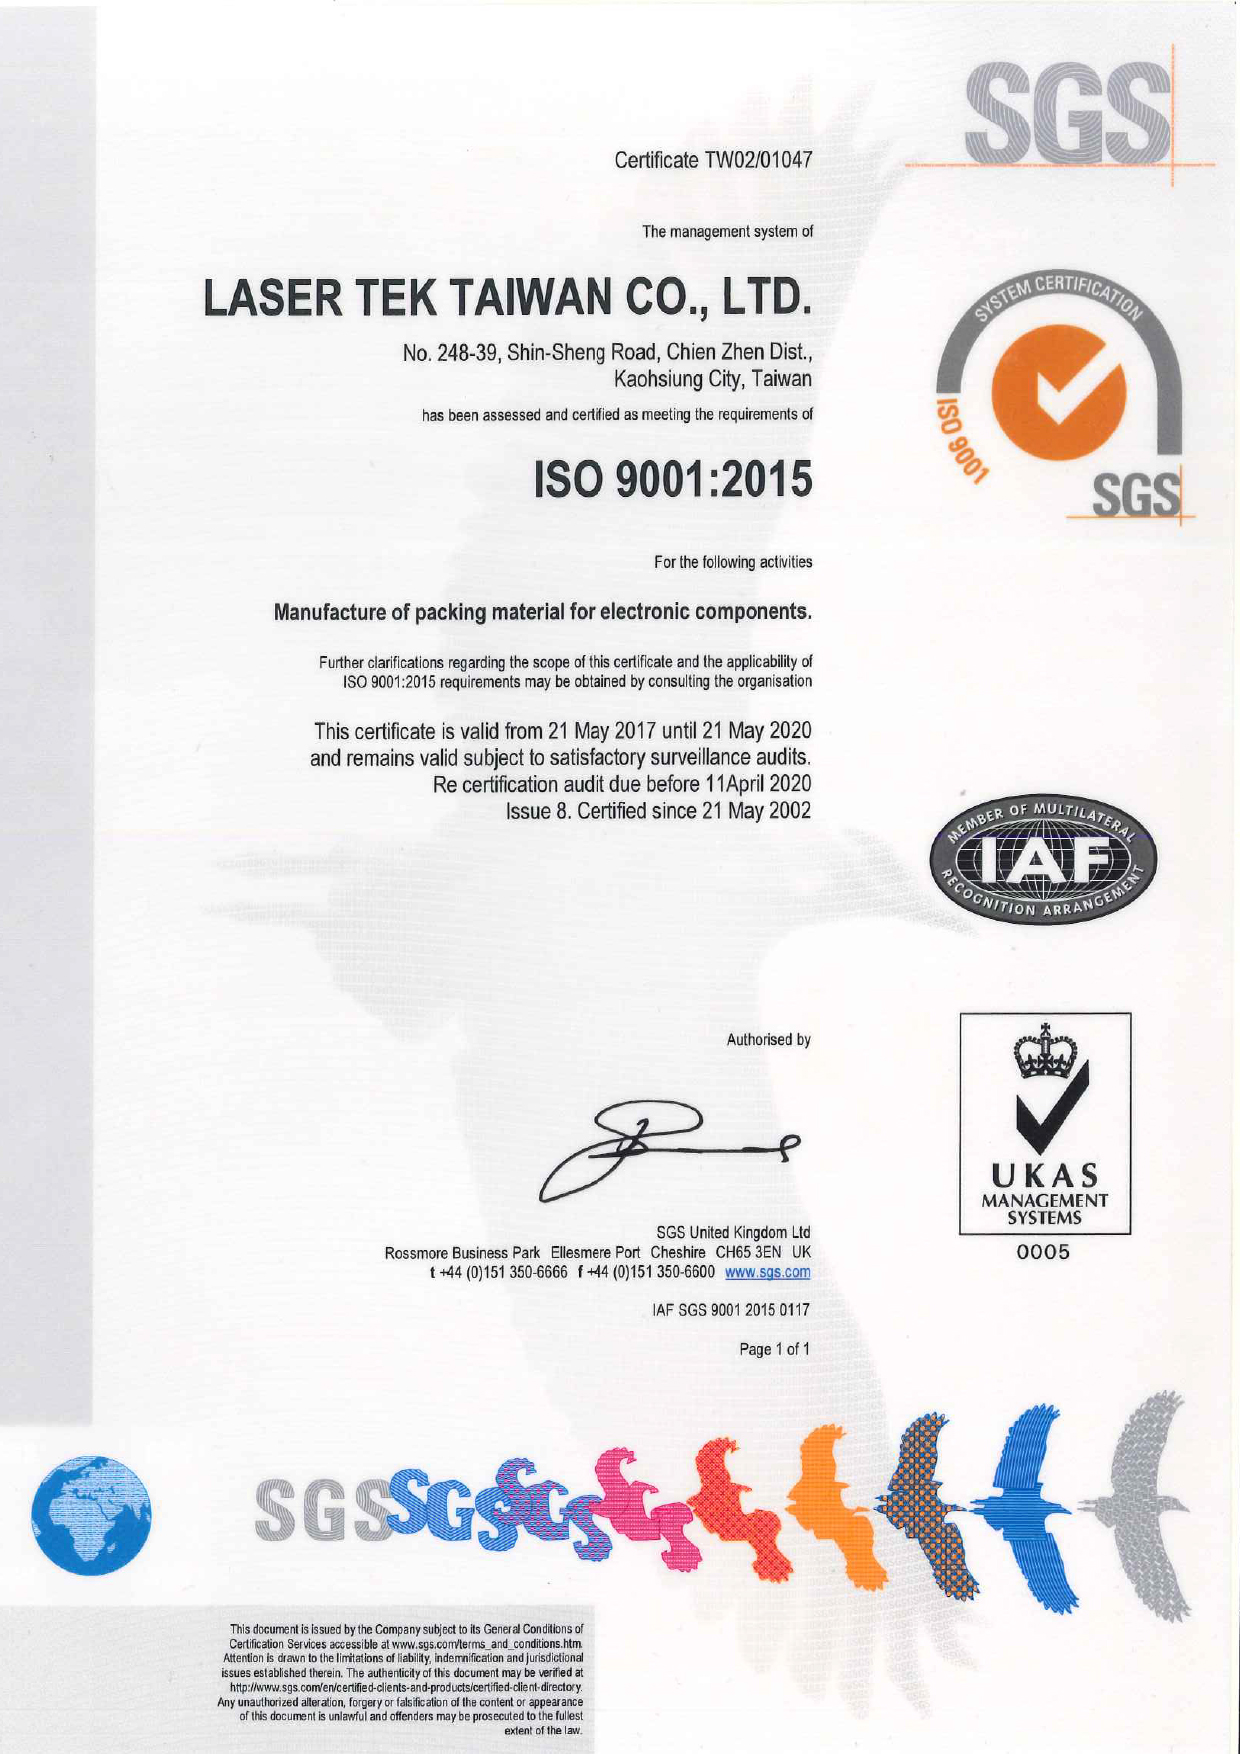 SGS
Certificate TW02/01047
The management system of
LASER TEK TAIWAN CO., LTD.
No. 248-39, Shin-Sheng Road, Chien Zhen Dist.,
Kaohsiung City, Taiwan
has been assessed and certified as meeting the requirements of
SYSTEM CERTIFICATION
ISO 9001
SGS
ISO 9001:2015
For the following activities
Manufacture of packing material for electronic components.
Further clarifications regarding the scope of this certificate and the applicability of
ISO 9001:2015 requirements may be obtained by consulting the organisation
This certificate is valid from 21 May 2017 until 21 May 2020
and remains valid subject to satisfactory surveillance audits.
Re certification audit due before 11April 2020
Issue 8. Certified since 21 May 2002
MEMBER OF MULTILATERAL
IAF
RECOGNITION ARRANGEMENT
Authorised by
UKAS
MANAGEMENT
SYSTEMS
0005
SGS United Kingdom Ltd
Rossmore Business Park Ellesmere Port Cheshire CH65 3EN UK
t +44 (0)151 350-6666 f +44 (0)151 350-6600 www.sgs.com
IAF SGS 9001 2015 0117
Page 1 of 1
SGSSGSSGS
This document is issued by the Company subject to its General Conditions of
Certification Services accessible at www.sgs.com/terms_and_conditions.htm.
Attention is drawn to the limitations of liability, indemnification and jurisdictional
issues established therein. The authenticity of this document may be verified at
http://www.sgs.com/en/certified-clients-and-products/certified-client-directory.
Any unauthorized alteration, forgery or falsification of the content or appearance
of this document is unlawful and offenders may be prosecuted to the fullest
extent of the law.